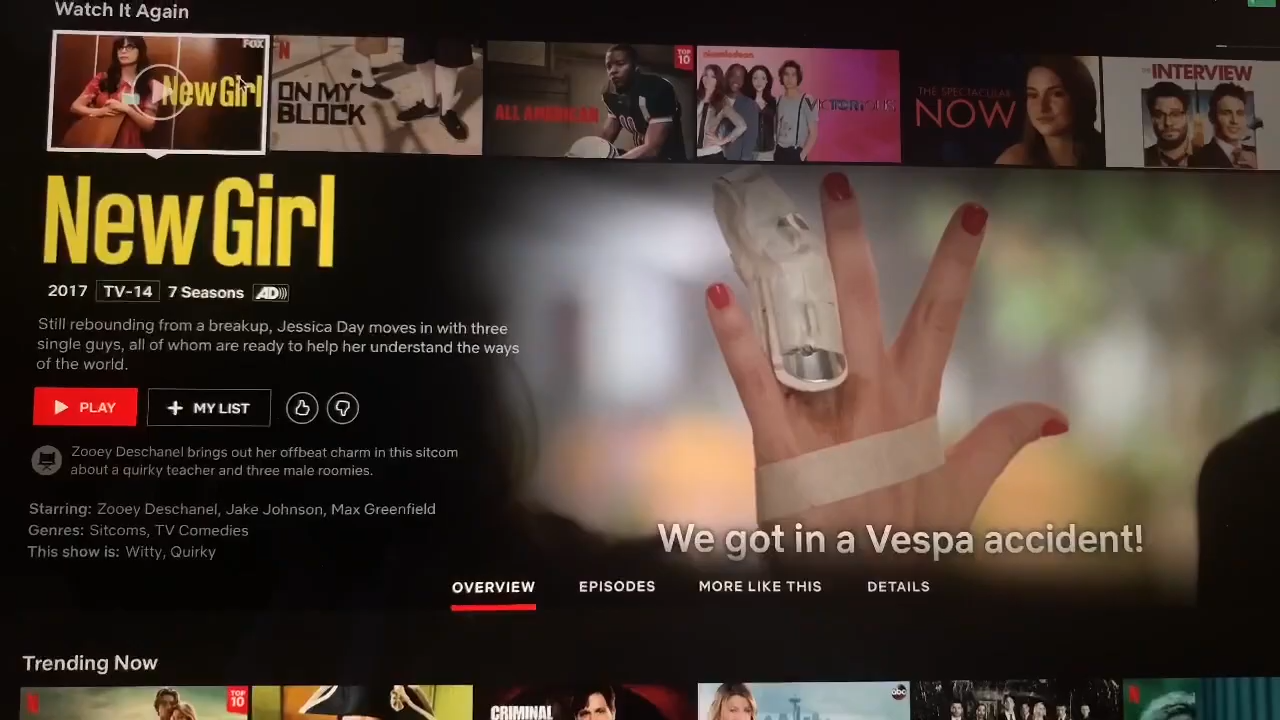 Watch It Again
FOX
New Girl
N
ON MY
BLOCK
ALL AMERICAN
TOP
10
nickelodeon
VICTORiOUS
THE SPECTACULAR
NOW
THE INTERVIEW
New Girl
2017 TV-14 7 Seasons AD)))
Still rebounding from a breakup, Jessica Day moves in with three
single guys, all of whom are ready to help her understand the ways
of the world.
PLAY
+ MY LIST
Zooey Deschanel brings out her offbeat charm in this sitcom
about a quirky teacher and three male roomies.
Starring: Zooey Deschanel, Jake Johnson, Max Greenfield
Genres: Sitcoms, TV Comedies
This show is: Witty, Quirky
We got in a Vespa accident!
OVERVIEW EPISODES MORE LIKE THIS DETAILS
Trending Now
N
TOP
10
CRIMINAL
abc
N